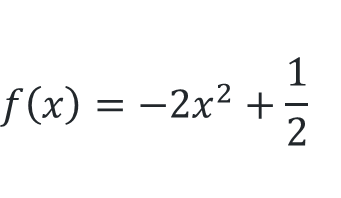 f(x) = −2x² + 1/2